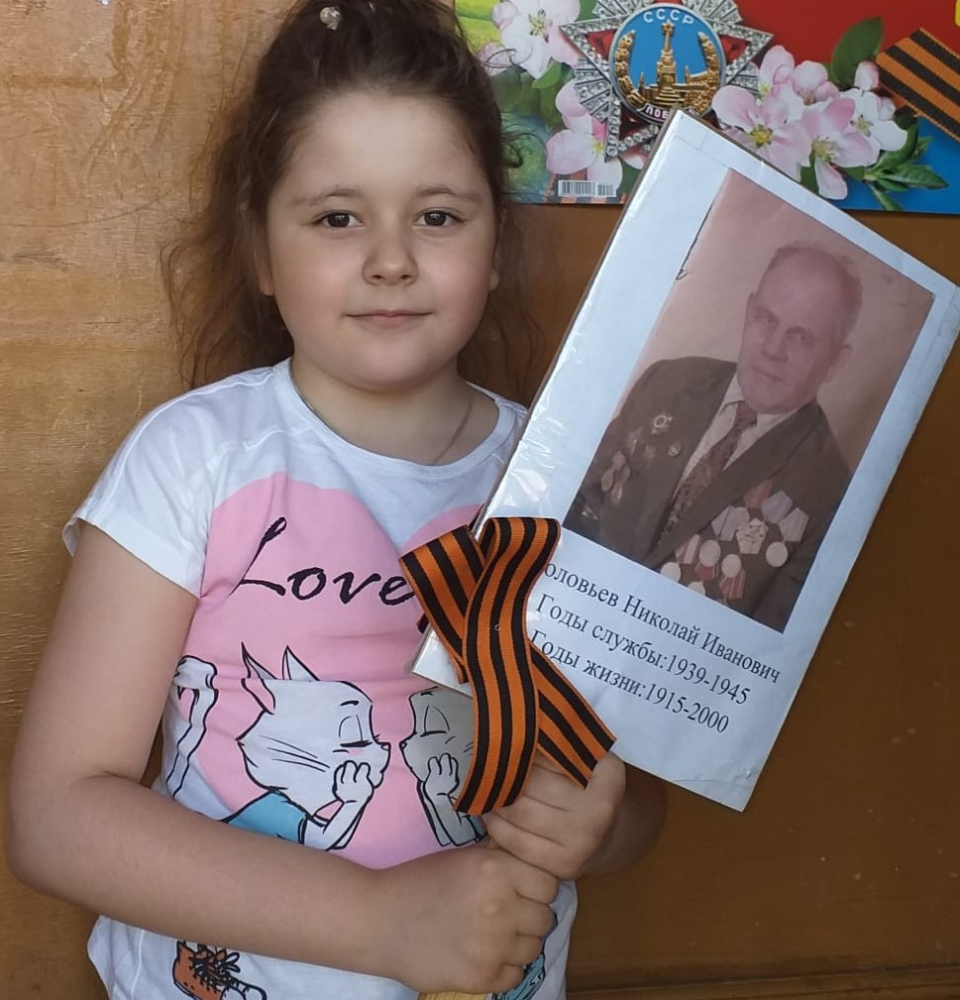 СССР
Love
оловьев Николай Иванович
Годы службы:1939-1945
Годы жизни:1915-2000